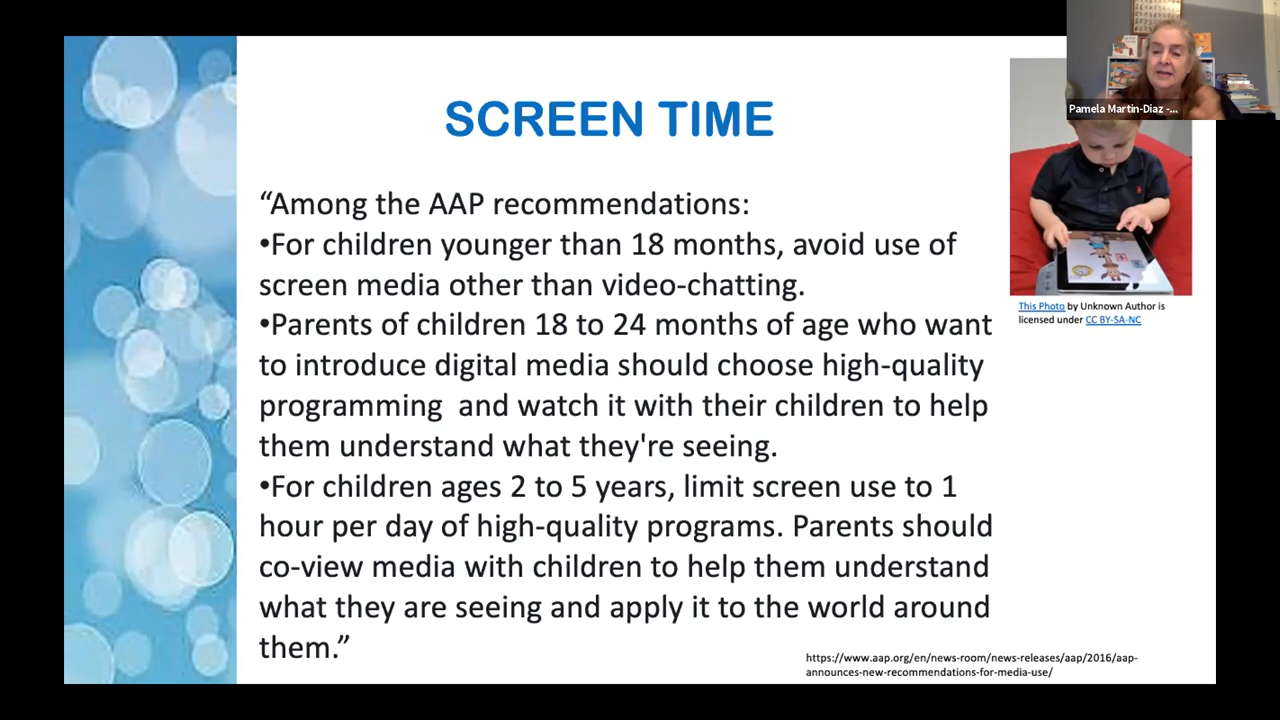 Pamela Martin-Diaz -...
SCREEN TIME
“Among the AAP recommendations:
•For children younger than 18 months, avoid use of
screen media other than video-chatting.
•Parents of children 18 to 24 months of age who want
to introduce digital media should choose high-quality
programming  and watch it with their children to help
them understand what they're seeing.
•For children ages 2 to 5 years, limit screen use to 1
hour per day of high-quality programs. Parents should
co-view media with children to help them understand
what they are seeing and apply it to the world around
them.”
This Photo by Unknown Author is
licensed under CC BY-SA-NC
https://www.aap.org/en/news-room/news-releases/aap/2016/aap-
announces-new-recommendations-for-media-use/